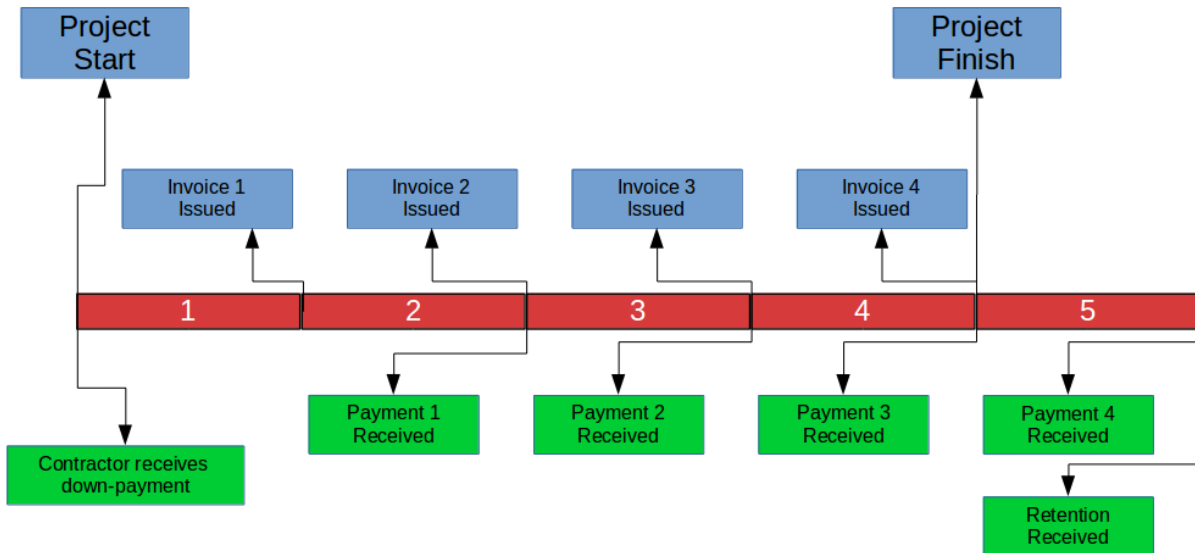 Project
Start
Project
Finish
Invoice 1
Issued
Invoice 2
Issued
Invoice 3
Issued
Invoice 4
Issued
1
2
3
4
5
Payment 1
Received
Payment 2
Received
Payment 3
Received
Payment 4
Received
Contractor receives
down-payment
Retention
Received